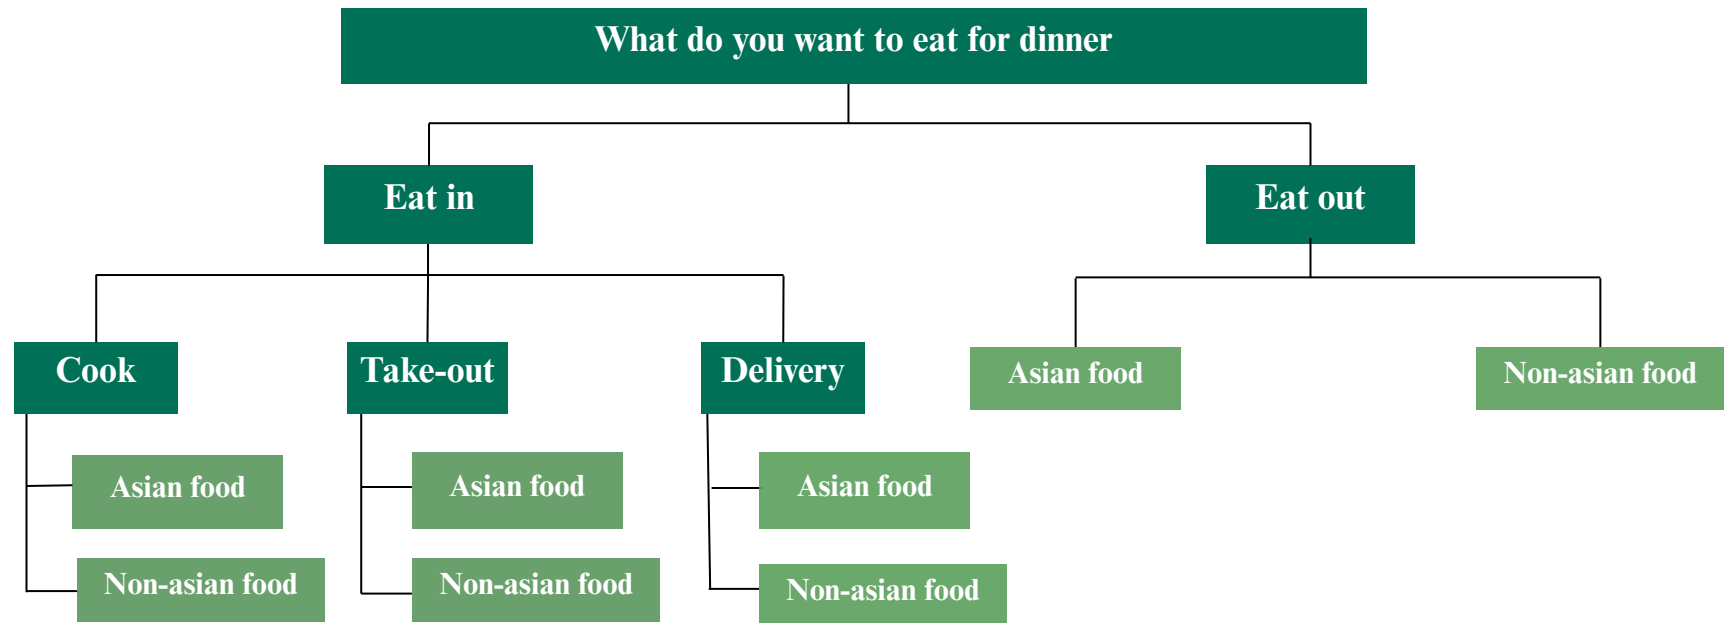 What do you want to eat for dinner
Eat in
Eat out
Cook
Take-out
Delivery
Asian food
Non-asian food
Asian food
Asian food
Asian food
Non-asian food
Non-asian food
Non-asian food